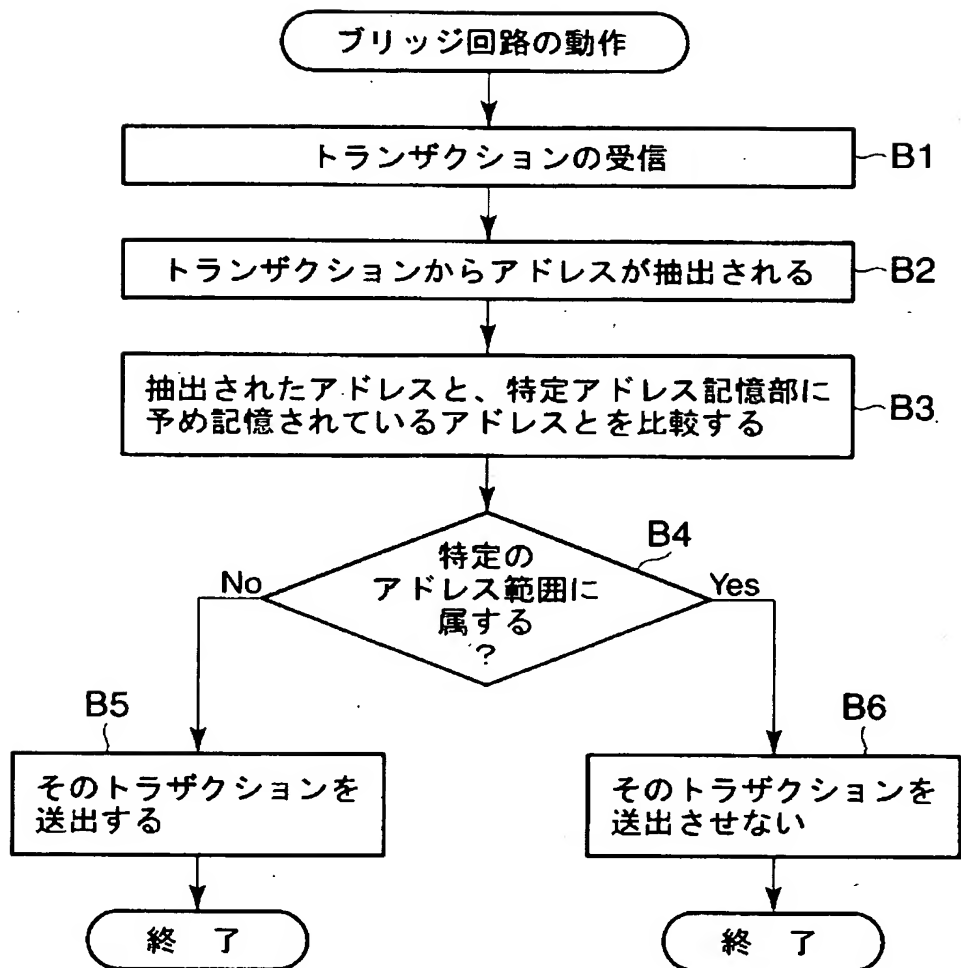 ブリッジ回路の動作
トランザクションの受信
B1
トランザクションからアドレスが抽出される
B2
抽出されたアドレスと、特定アドレス記憶部に
予め記憶されているアドレスとを比較する
B3
B4
特定の
アドレス範囲に
属する
?
No
Yes
B5
そのトラザクションを
送出する
B6
そのトラザクションを
送出させない
終 了
終 了